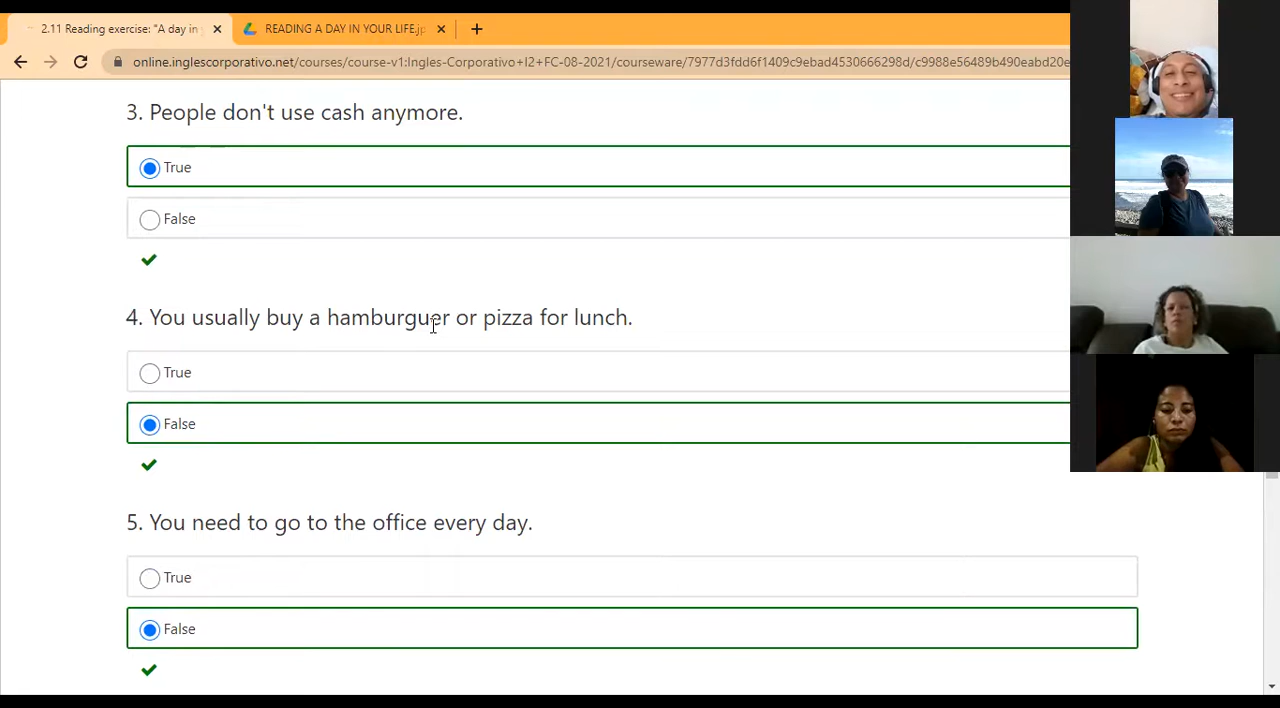 2.11 Reading exercise: "A day in
READING A DAY IN YOUR LIFE.jp
online.inglescorporativo.net/courses/course-v1:Ingles-Corporativo+I2+FC-08-2021/courseware/7977d3fdd6f1409c9ebad4530666298d/c9988e56489b490eabd20e
3. People don't use cash anymore.
True
False
4. You usually buy a hamburguer or pizza for lunch.
True
False
5. You need to go to the office every day.
True
False